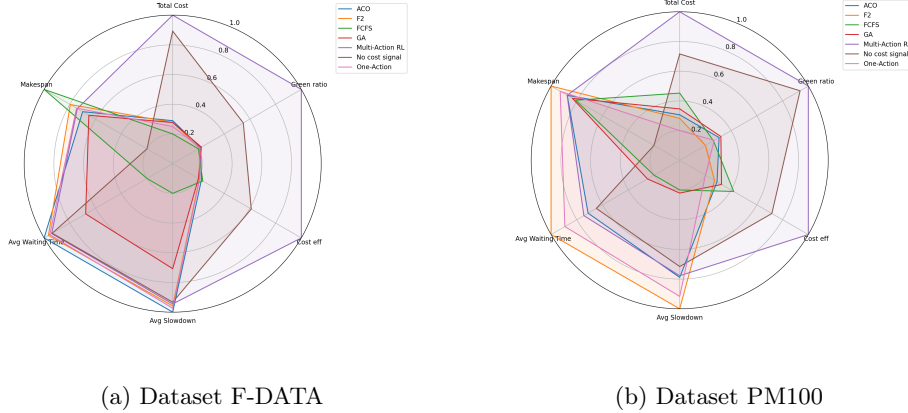 Total Cost
1.0
0.8
0.4
0.2
Makespan
Green ratio
Avg Waiting Time
Cost eff
Avg Slowdown
ACO
F2
FCFS
GA
Multi-Action RL
No cost signal
One-Action
(a) Dataset F-DATA
Total Cost
1.0
0.8
0.6
0.4
0.2
Makespan
Green ratio
Avg Waiting Time
Cost eff
Avg Slowdown
ACO
F2
FCFS
GA
Multi-Action R
No cost signal
One-Action
(b) Dataset PM100